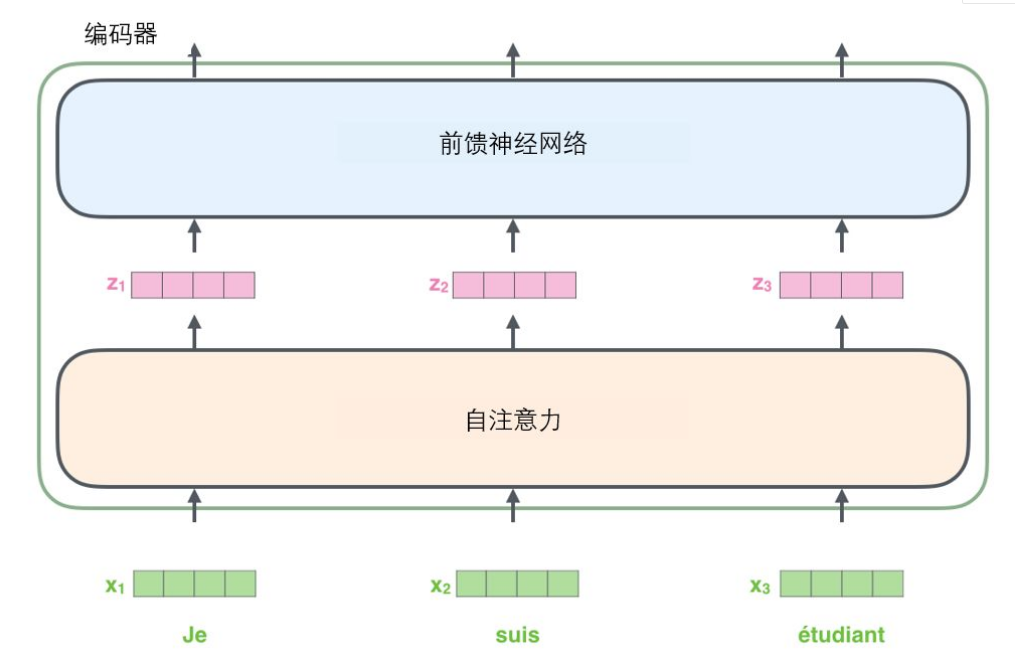 编码器
前馈神经网络
z₁ z₂ z₃
自注意力
x₁ x₂ x₃
Je suis étudiant